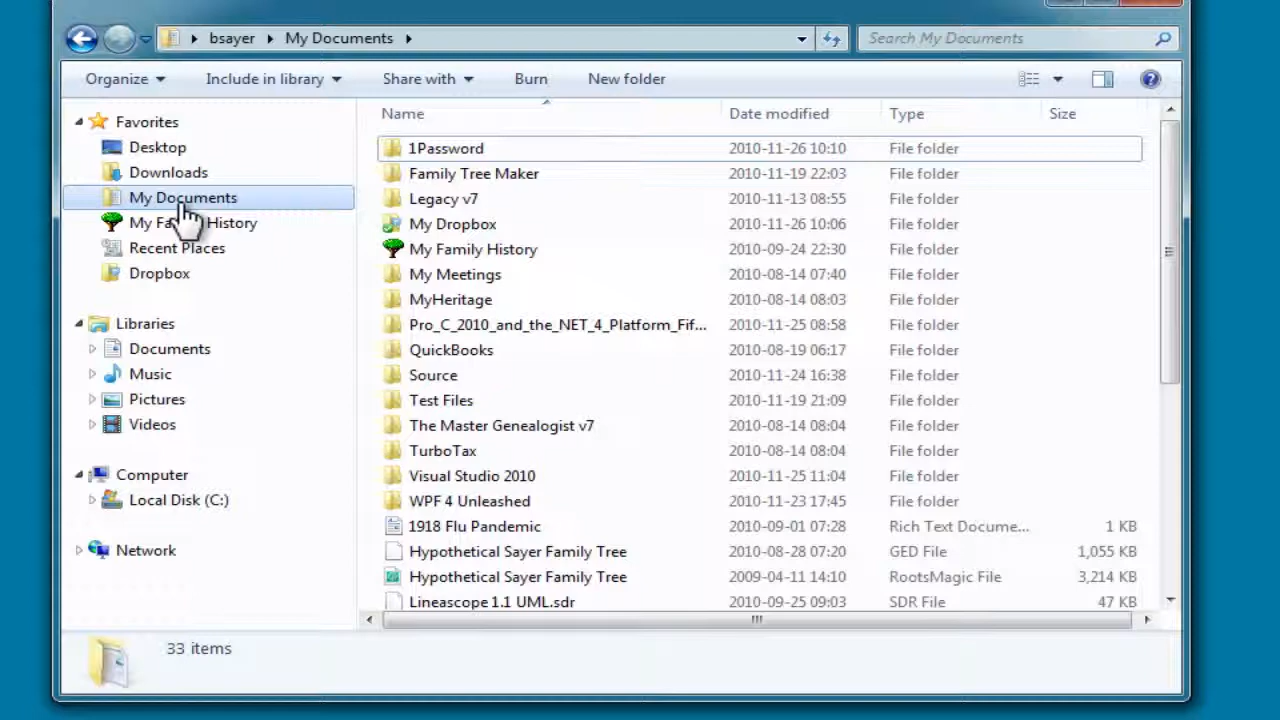 bsayer My Documents
Search My Documents
Organize Include in library Share with Burn New folder
Name Date modified Type Size
Favorites
Desktop
Downloads
My Documents
My Fa History
Recent Places
Dropbox
Libraries
Documents
Music
Pictures
Videos
Computer
Local Disk (C:)
Network
1Password 2010-11-26 10:10 File folder
Family Tree Maker 2010-11-19 22:03 File folder
Legacy v7 2010-11-13 08:55 File folder
My Dropbox 2010-11-26 10:06 File folder
My Family History 2010-09-24 22:30 File folder
My Meetings 2010-08-14 07:40 File folder
MyHeritage 2010-08-14 08:03 File folder
Pro_C_2010_and_the_NET_4_Platform_Fif... 2010-11-25 08:58 File folder
QuickBooks 2010-08-19 06:17 File folder
Source 2010-11-24 16:38 File folder
Test Files 2010-11-19 21:09 File folder
The Master Genealogist v7 2010-08-14 08:04 File folder
TurboTax 2010-08-14 08:04 File folder
Visual Studio 2010 2010-11-25 11:04 File folder
WPF 4 Unleashed 2010-11-23 17:45 File folder
1918 Flu Pandemic 2010-09-01 07:28 Rich Text Docume... 1 KB
Hypothetical Sayer Family Tree 2010-08-28 07:20 GED File 1,055 KB
Hypothetical Sayer Family Tree 2009-04-11 14:10 RootsMagic File 3,214 KB
Lineascope 1.1 UML.sdr 2010-09-25 09:03 SDR File 47 KB
33 items